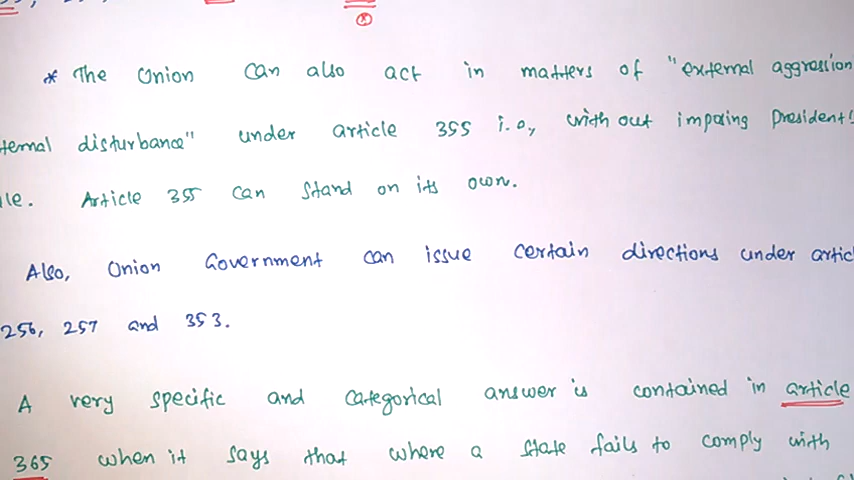 * The Union can also act in matters of "external aggression
ternal disturbance" under article 355 i.e., with out imposing President's
le. Article 355 can stand on its own.
Also, Union Government can issue certain directions under artic
256, 257 and 353.
A very specific and categorical answer is contained in article
365 when it says that where a state fails to comply with